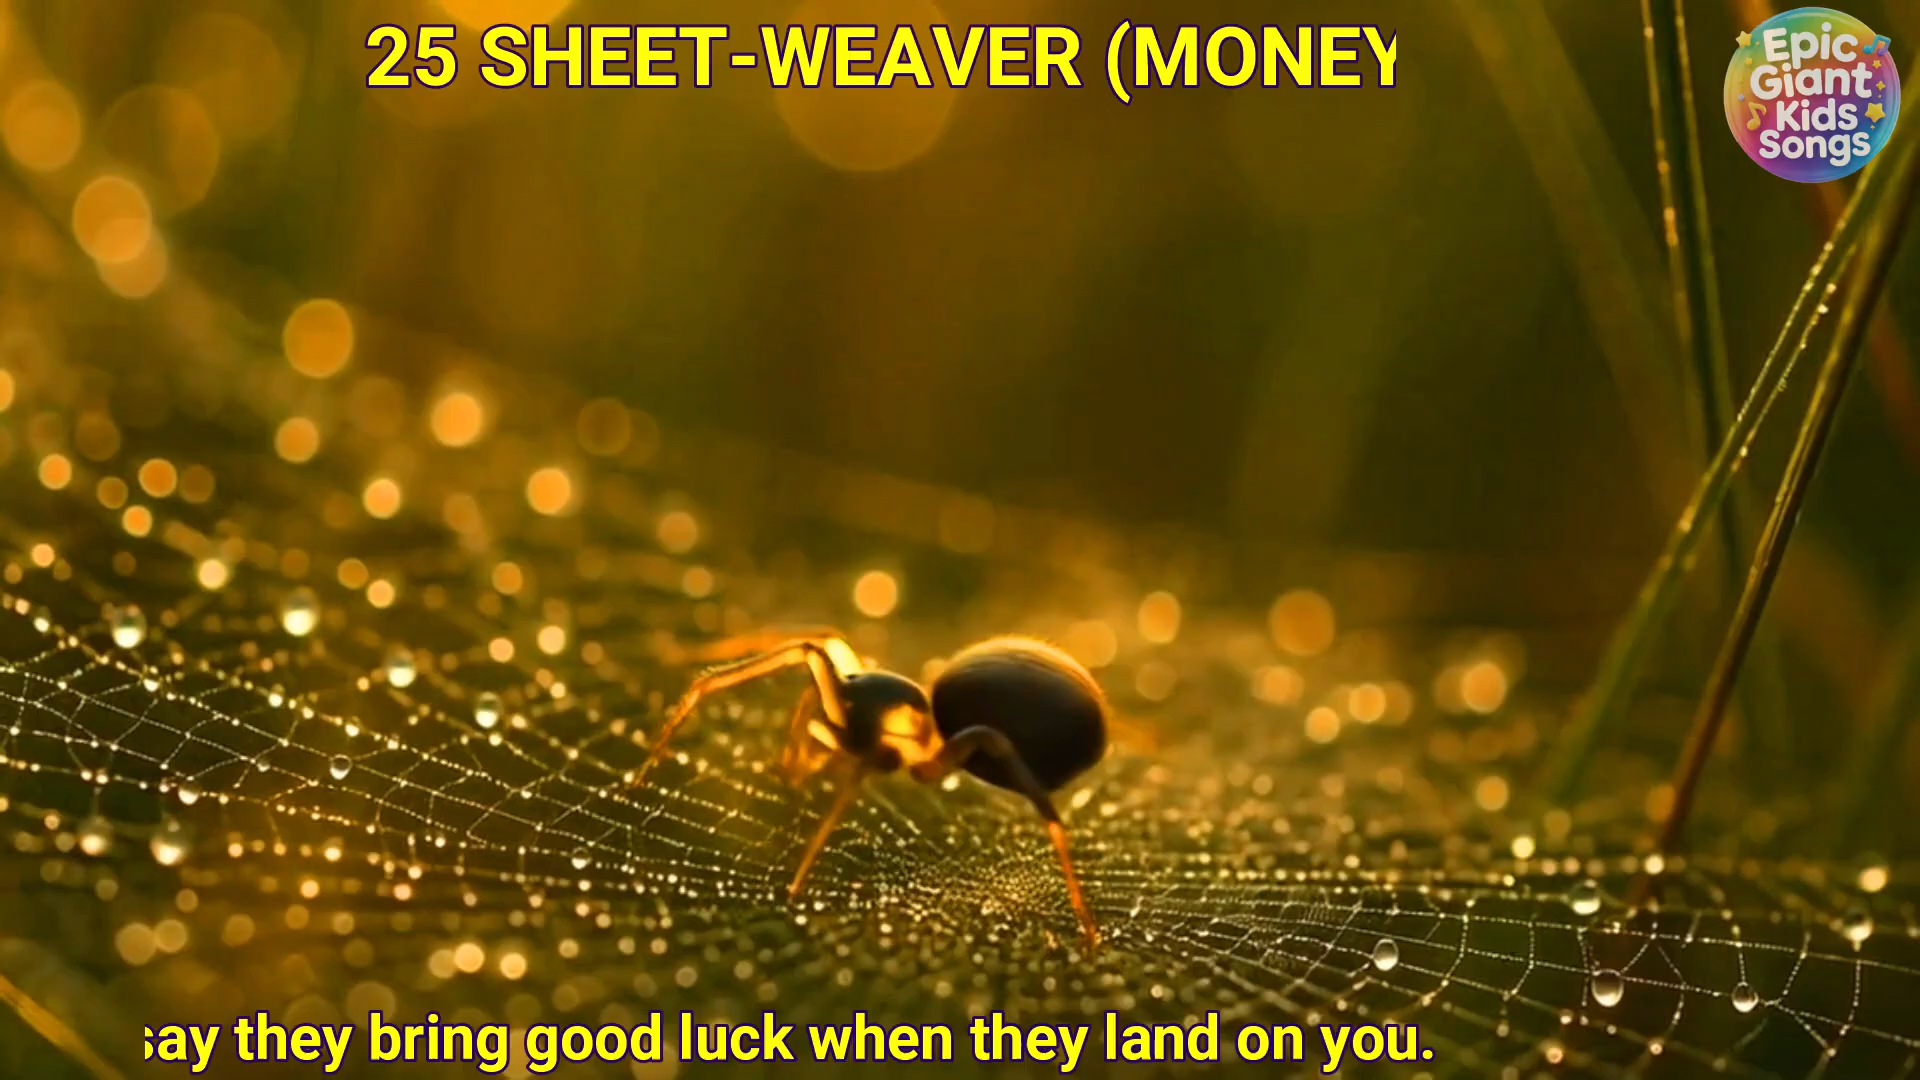 25 SHEET-WEAVER (MONEY
Epic
Giant
Kids
Songs
say they bring good luck when they land on you.